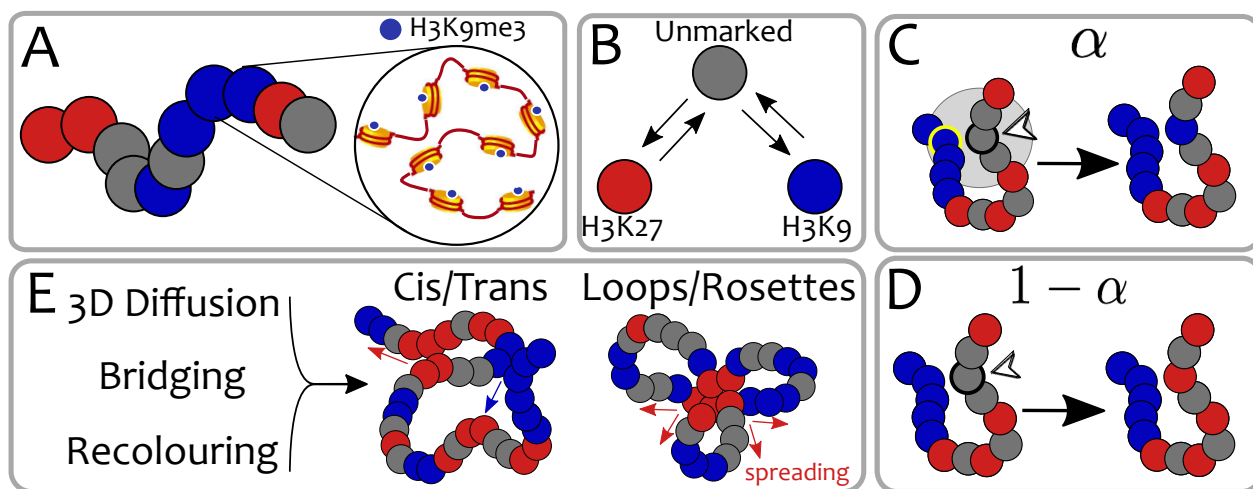 A
H3K9me3
B
Unmarked
H3K27
H3K9
C
α
E
3D Diffusion
Bridging
Recolouring
Cis/Trans
Loops/Rosettes
spreading
D
1 − α